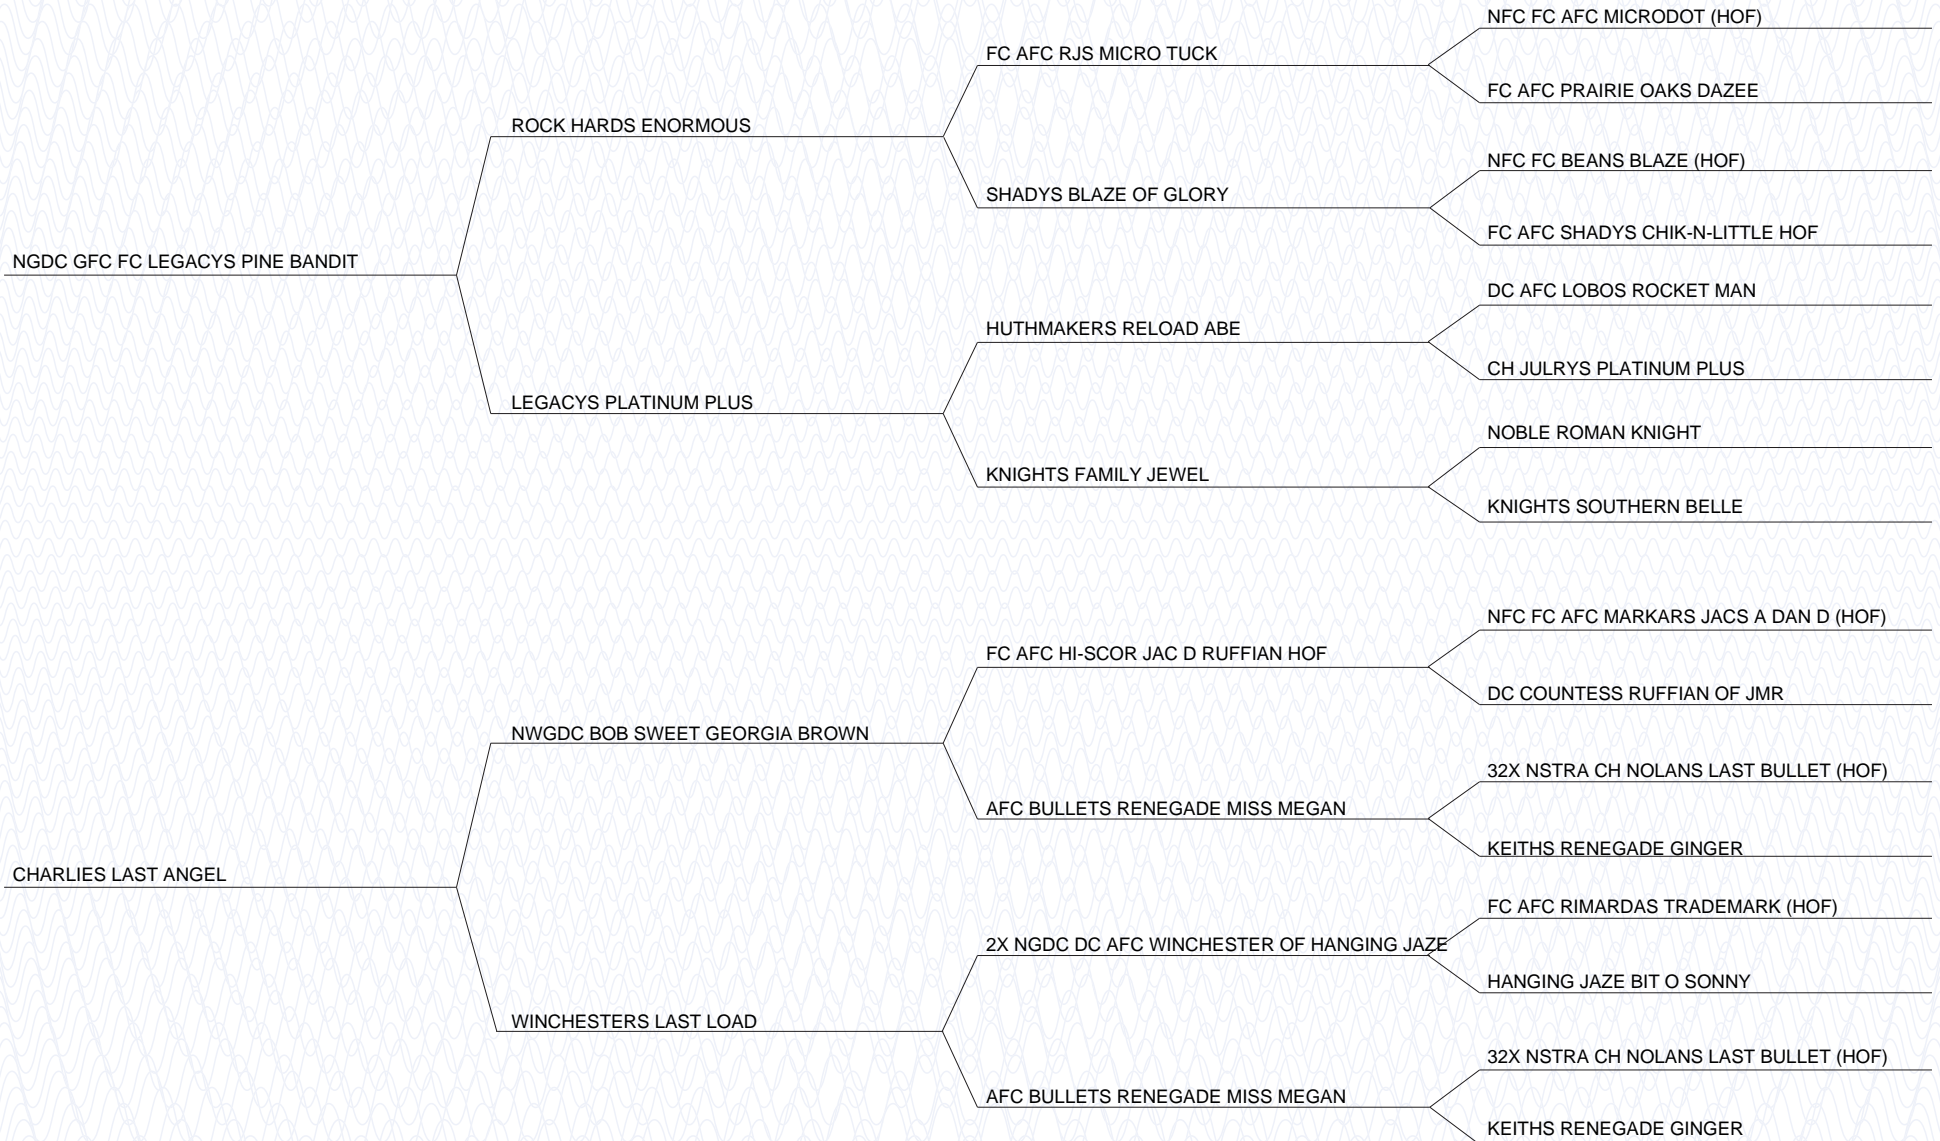 NFC FC AFC MICRODOT (HOF)
FC AFC RJS MICRO TUCK
FC AFC PRAIRIE OAKS DAZEE
ROCK HARDS ENORMOUS
NFC FC BEANS BLAZE (HOF)
SHADYS BLAZE OF GLORY
FC AFC SHADYS CHIK-N-LITTLE HOF
NGDC GFC FC LEGACYS PINE BANDIT
DC AFC LOBOS ROCKET MAN
HUTHMAKERS RELOAD ABE
CH JULRYS PLATINUM PLUS
LEGACYS PLATINUM PLUS
NOBLE ROMAN KNIGHT
KNIGHTS FAMILY JEWEL
KNIGHTS SOUTHERN BELLE
NFC FC AFC MARKARS JACS A DAN D (HOF)
FC AFC HI-SCOR JAC D RUFFIAN HOF
DC COUNTESS RUFFIAN OF JMR
NWGDC BOB SWEET GEORGIA BROWN
32X NSTRA CH NOLANS LAST BULLET (HOF)
AFC BULLETS RENEGADE MISS MEGAN
KEITHS RENEGADE GINGER
CHARLIES LAST ANGEL
FC AFC RIMARDAS TRADEMARK (HOF)
2X NGDC DC AFC WINCHESTER OF HANGING JAZE
HANGING JAZE BIT O SONNY
WINCHESTERS LAST LOAD
32X NSTRA CH NOLANS LAST BULLET (HOF)
AFC BULLETS RENEGADE MISS MEGAN
KEITHS RENEGADE GINGER